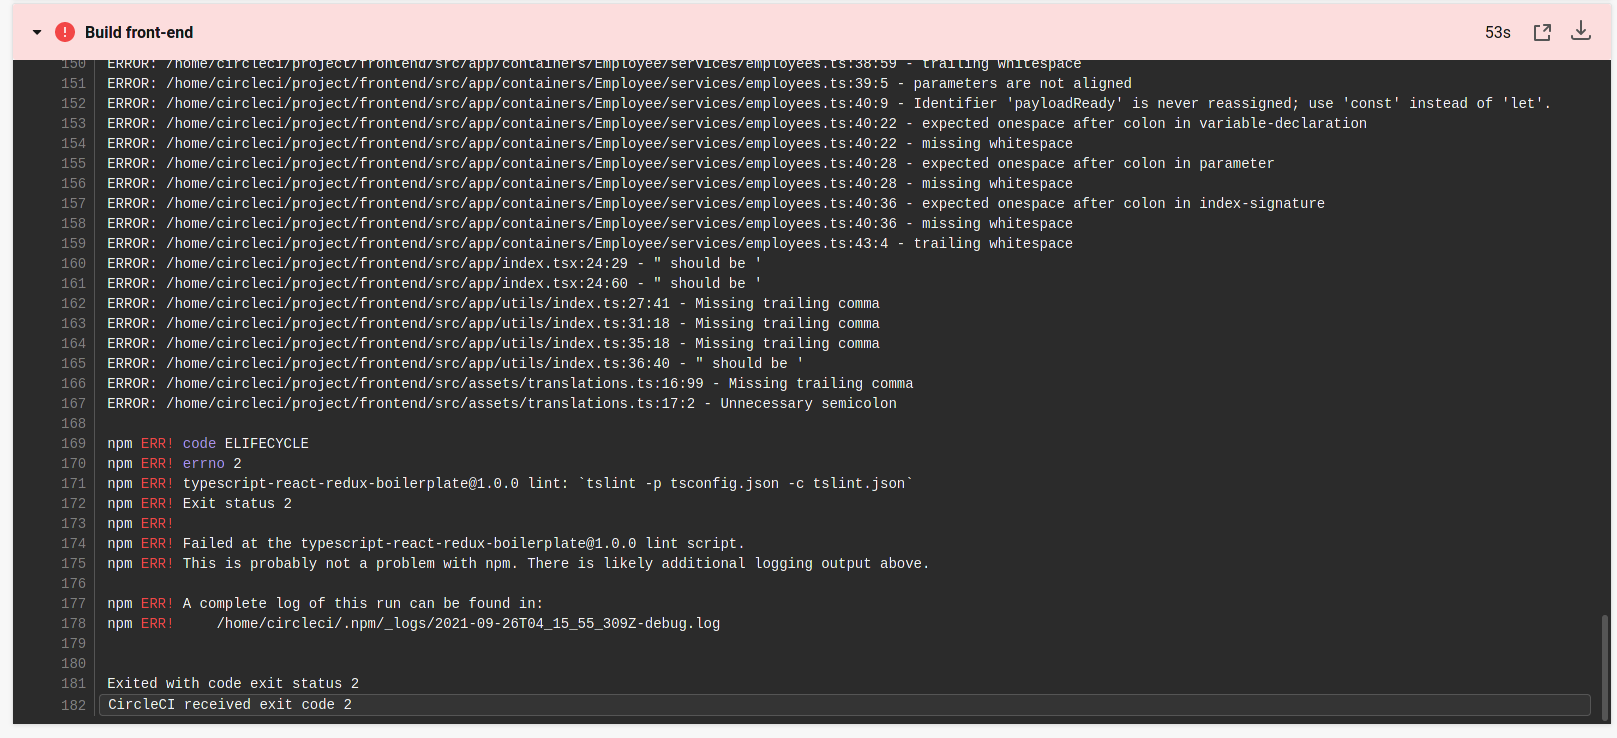 Build front-end
53s
150 ERROR: /home/circleci/project/frontend/src/app/containers/Employee/services/employees.ts:38:59 - trailing whitespace
151 ERROR: /home/circleci/project/frontend/src/app/containers/Employee/services/employees.ts:39:5 - parameters are not aligned
152 ERROR: /home/circleci/project/frontend/src/app/containers/Employee/services/employees.ts:40:9 - Identifier 'payloadReady' is never reassigned; use 'const' instead of 'let'.
153 ERROR: /home/circleci/project/frontend/src/app/containers/Employee/services/employees.ts:40:22 - expected onespace after colon in variable-declaration
154 ERROR: /home/circleci/project/frontend/src/app/containers/Employee/services/employees.ts:40:22 - missing whitespace
155 ERROR: /home/circleci/project/frontend/src/app/containers/Employee/services/employees.ts:40:28 - expected onespace after colon in parameter
156 ERROR: /home/circleci/project/frontend/src/app/containers/Employee/services/employees.ts:40:28 - missing whitespace
157 ERROR: /home/circleci/project/frontend/src/app/containers/Employee/services/employees.ts:40:36 - expected onespace after colon in index-signature
158 ERROR: /home/circleci/project/frontend/src/app/containers/Employee/services/employees.ts:40:36 - missing whitespace
159 ERROR: /home/circleci/project/frontend/src/app/containers/Employee/services/employees.ts:43:4 - trailing whitespace
160 ERROR: /home/circleci/project/frontend/src/app/index.tsx:24:29 - " should be '
161 ERROR: /home/circleci/project/frontend/src/app/index.tsx:24:60 - " should be '
162 ERROR: /home/circleci/project/frontend/src/app/utils/index.ts:27:41 - Missing trailing comma
163 ERROR: /home/circleci/project/frontend/src/app/utils/index.ts:31:18 - Missing trailing comma
164 ERROR: /home/circleci/project/frontend/src/app/utils/index.ts:35:18 - Missing trailing comma
165 ERROR: /home/circleci/project/frontend/src/app/utils/index.ts:36:40 - " should be '
166 ERROR: /home/circleci/project/frontend/src/assets/translations.ts:16:99 - Missing trailing comma
167 ERROR: /home/circleci/project/frontend/src/assets/translations.ts:17:2 - Unnecessary semicolon
168
169 npm ERR! code ELIFECYCLE
170 npm ERR! errno 2
171 npm ERR! typescript-react-redux-boilerplate@1.0.0 lint: `tslint -p tsconfig.json -c tslint.json`
172 npm ERR! Exit status 2
173 npm ERR!
174 npm ERR! Failed at the typescript-react-redux-boilerplate@1.0.0 lint script.
175 npm ERR! This is probably not a problem with npm. There is likely additional logging output above.
176
177 npm ERR! A complete log of this run can be found in:
178 npm ERR!     /home/circleci/.npm/_logs/2021-09-26T04_15_55_309Z-debug.log
179
180
181 Exited with code exit status 2
182 CircleCI received exit code 2